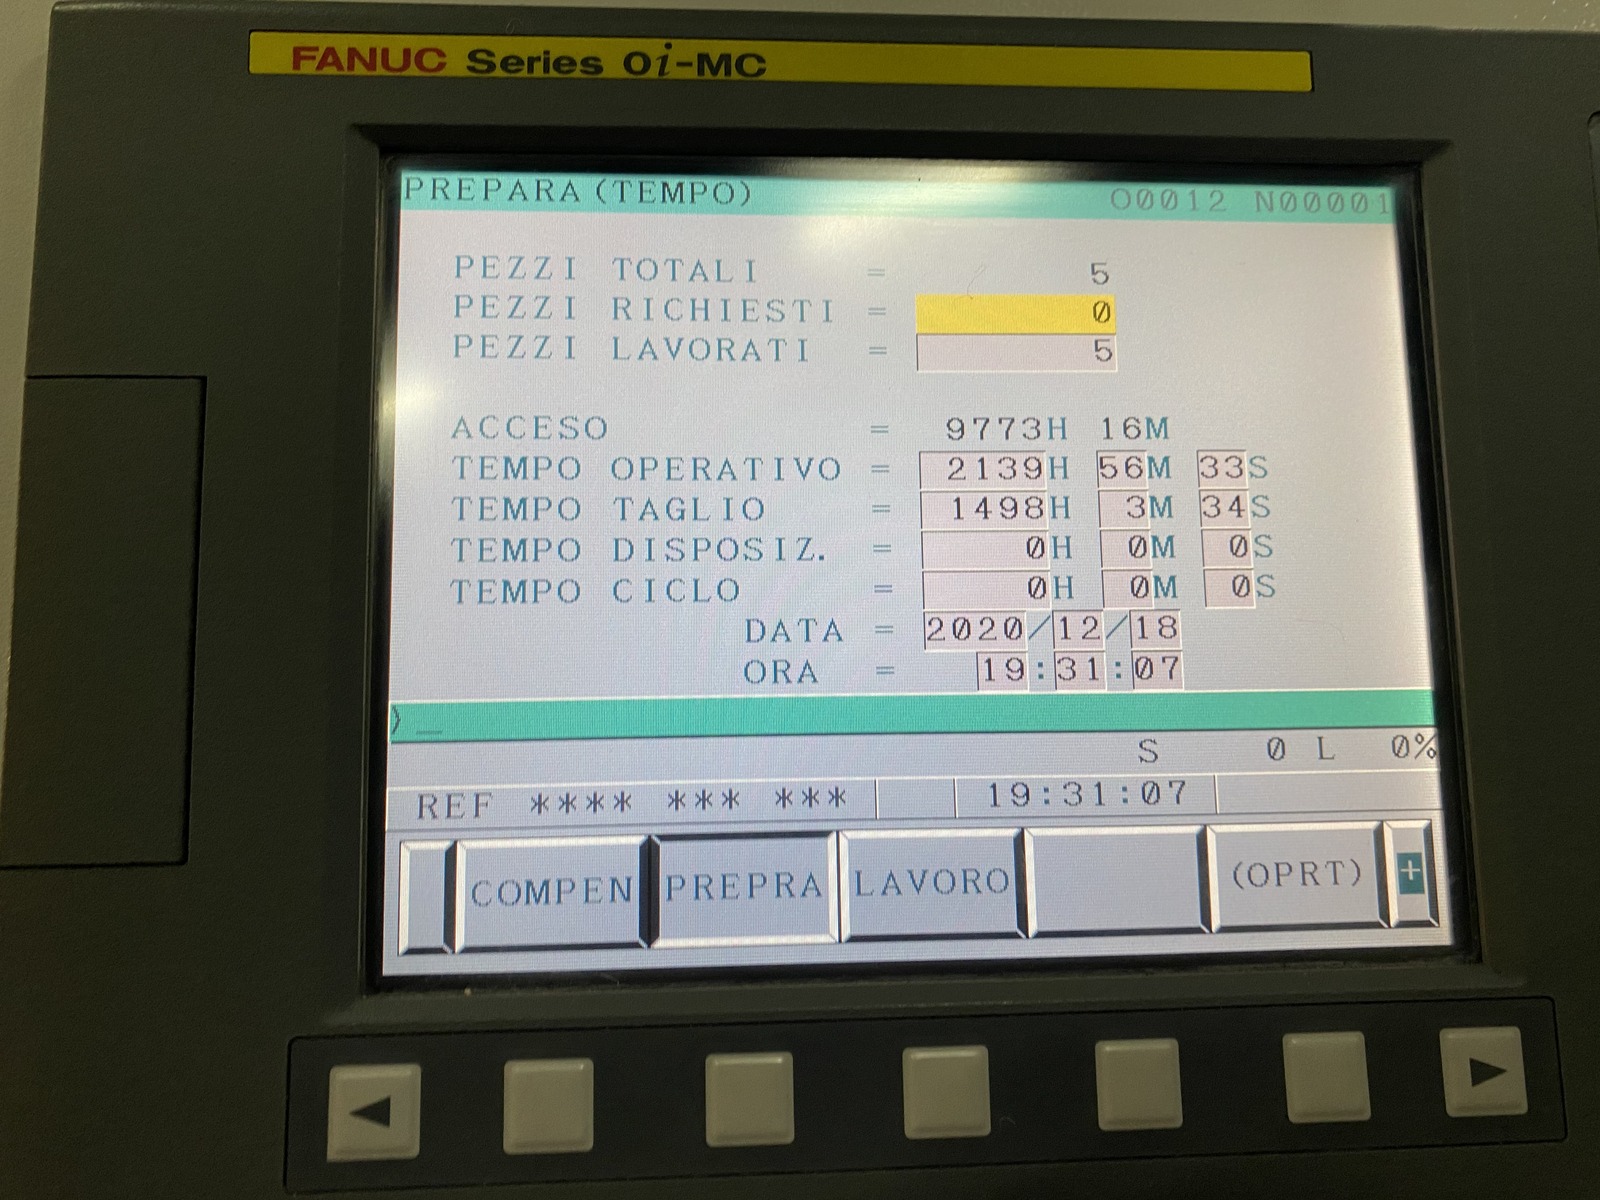 FANUC Series 0i-MC
PREPARA (TEMPO) O0012 N00001
PEZZI TOTALI = 5
PEZZI RICHIESTI = 0
PEZZI LAVORATI = 5
ACCESO = 9773H 16M
TEMPO OPERATIVO = 2139H 56M 33S
TEMPO TAGLIO = 1498H 3M 34S
TEMPO DISPOSIZ. = 0H 0M 0S
TEMPO CICLO = 0H 0M 0S
DATA = 2020/12/18
ORA = 19:31:07
)_
S 0 L 0%
REF **** *** *** 19:31:07
COMPEN PREPRA LAVORO (OPRT) +